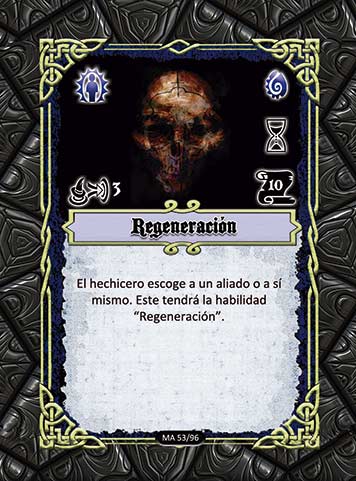 3
10
Regeneración
El hechicero escoge a un aliado o a sí
mismo. Este tendrá la habilidad
“Regeneración”.
MA 53/96